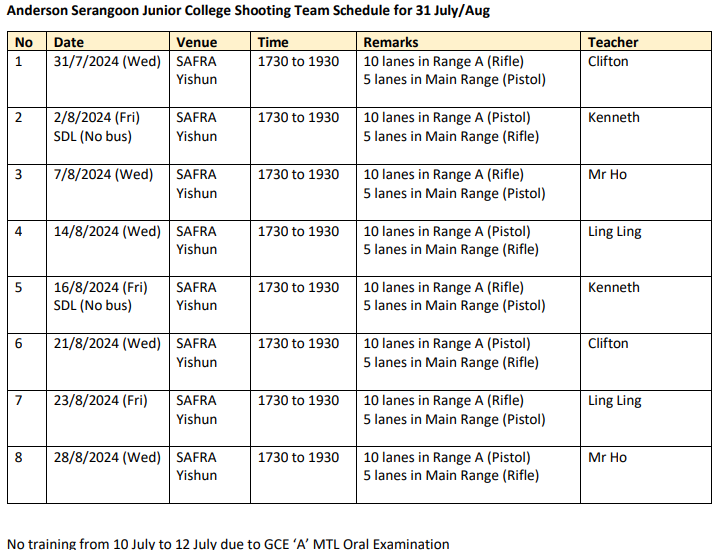 Anderson Serangoon Junior College Shooting Team Schedule for 31 July/Aug
No Date Venue Time Remarks Teacher
1 31/7/2024 (Wed) SAFRA 1730 to 1930 10 lanes in Range A (Rifle) Clifton
Yishun 5 lanes in Main Range (Pistol)
2 2/8/2024 (Fri) SAFRA 1730 to 1930 10 lanes in Range A (Pistol) Kenneth
SDL (No bus) Yishun 5 lanes in Main Range (Rifle)
3 7/8/2024 (Wed) SAFRA 1730 to 1930 10 lanes in Range A (Rifle) Mr Ho
Yishun 5 lanes in Main Range (Pistol)
4 14/8/2024 (Wed) SAFRA 1730 to 1930 10 lanes in Range A (Pistol) Ling Ling
Yishun 5 lanes in Main Range (Rifle)
5 16/8/2024 (Fri) SAFRA 1730 to 1930 10 lanes in Range A (Rifle) Kenneth
SDL (No bus) Yishun 5 lanes in Main Range (Pistol)
6 21/8/2024 (Wed) SAFRA 1730 to 1930 10 lanes in Range A (Pistol) Clifton
Yishun 5 lanes in Main Range (Rifle)
7 23/8/2024 (Fri) SAFRA 1730 to 1930 10 lanes in Range A (Rifle) Ling Ling
Yishun 5 lanes in Main Range (Pistol)
8 28/8/2024 (Wed) SAFRA 1730 to 1930 10 lanes in Range A (Pistol) Mr Ho
Yishun 5 lanes in Main Range (Rifle)
No training from 10 July to 12 July due to GCE ‘A’ MTL Oral Examination